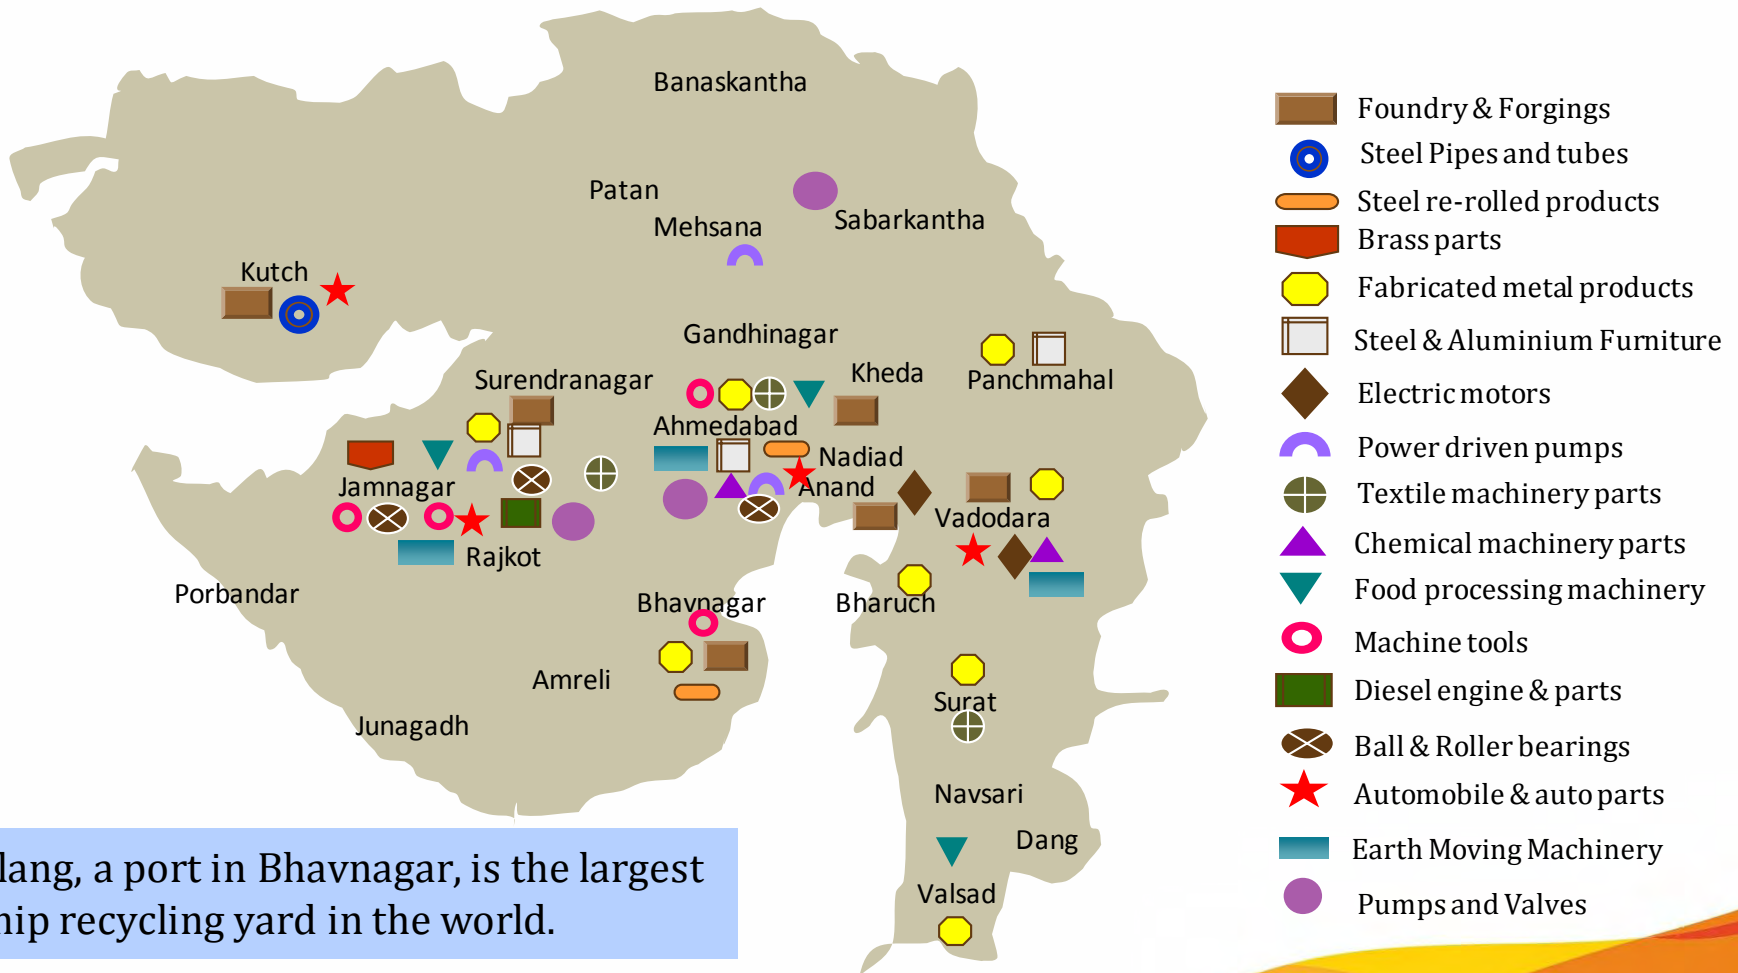 Banaskantha
Patan
Mehsana
Sabarkantha
Kutch
Gandhinagar
Surendranagar
Kheda
Panchmahal
Ahmedabad
Nadiad
Jamnagar
Anand
Vadodara
Rajkot
Porbandar
Bhavnagar
Bharuch
Amreli
Surat
Junagadh
Navsari
Dang
Valsad
Foundry & Forgings
Steel Pipes and tubes
Steel re-rolled products
Brass parts
Fabricated metal products
Steel & Aluminium Furniture
Electric motors
Power driven pumps
Textile machinery parts
Chemical machinery parts
Food processing machinery
Machine tools
Diesel engine & parts
Ball & Roller bearings
Automobile & auto parts
Earth Moving Machinery
Pumps and Valves
lang, a port in Bhavnagar, is the largest
hip recycling yard in the world.